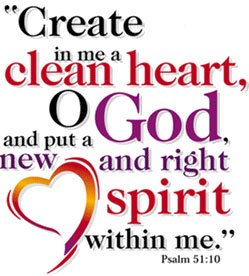 “Create
in me a
clean heart,
O God,
and put a
new and right
spirit
within me.”
Psalm 51:10